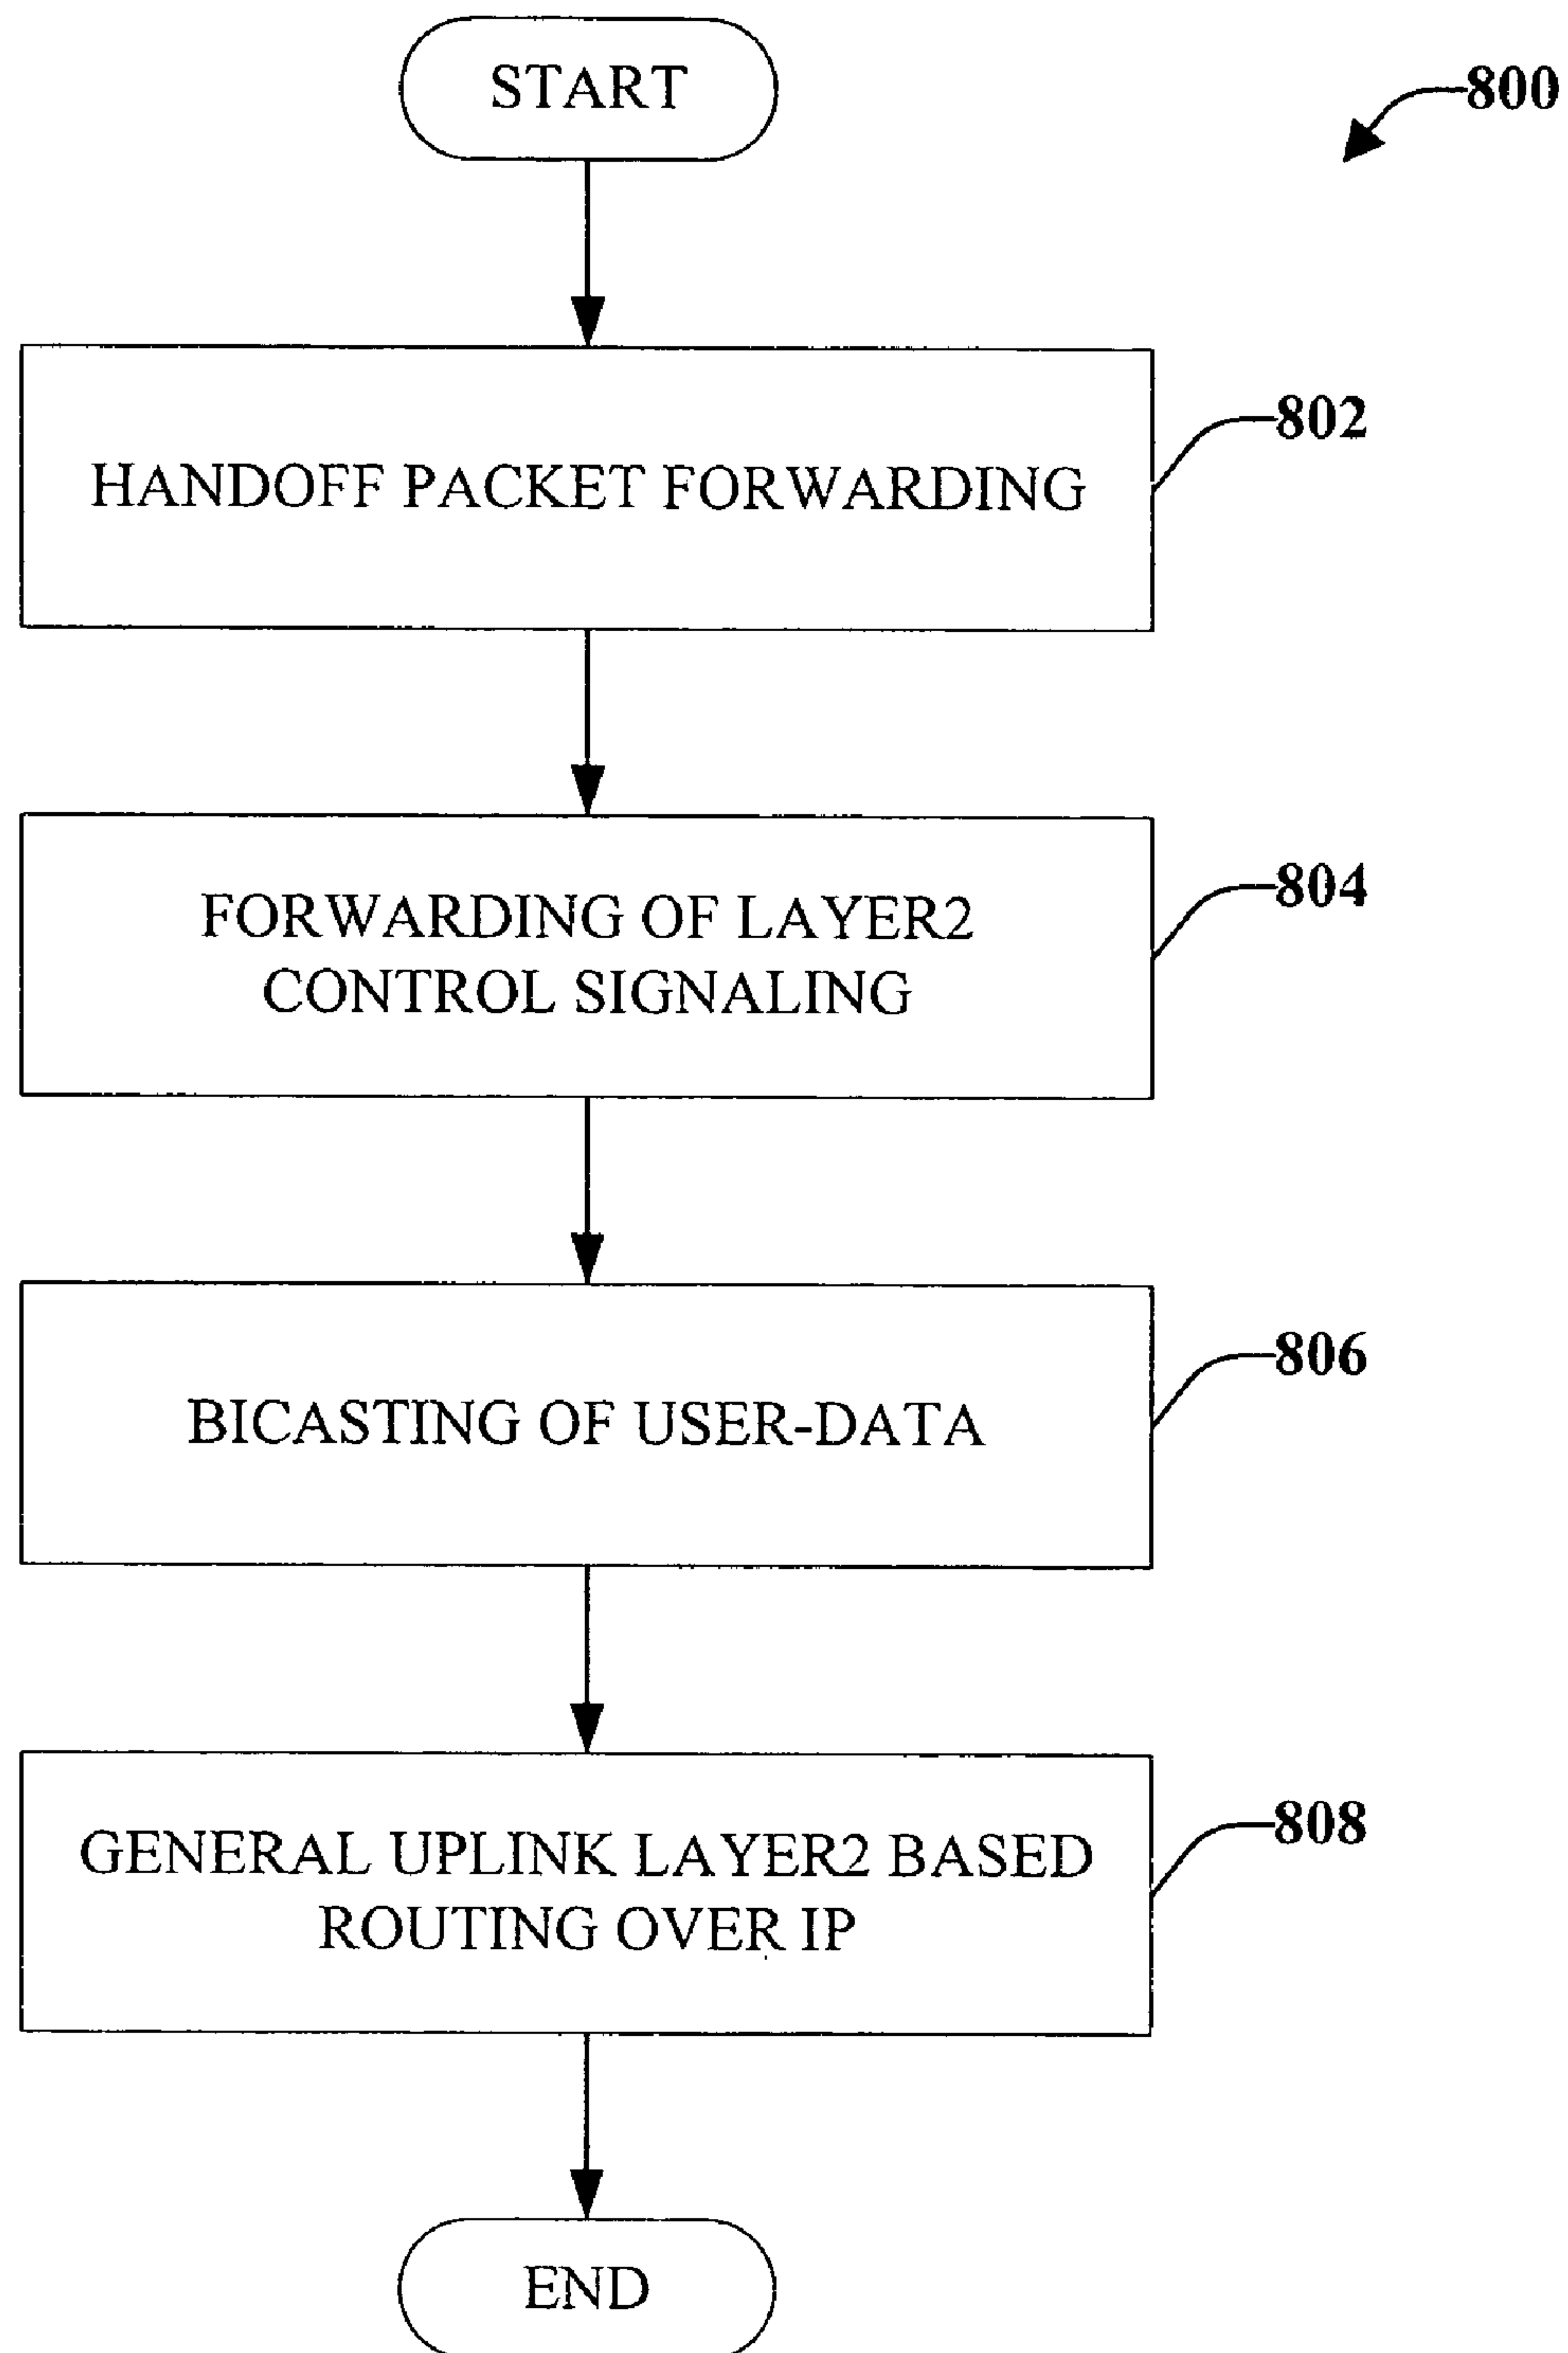 START
800
HANDOFF PACKET FORWARDING
802
FORWARDING OF LAYER2
CONTROL SIGNALING
804
BICASTING OF USER-DATA
806
GENERAL UPLINK LAYER2 BASED
ROUTING OVER IP
808
END